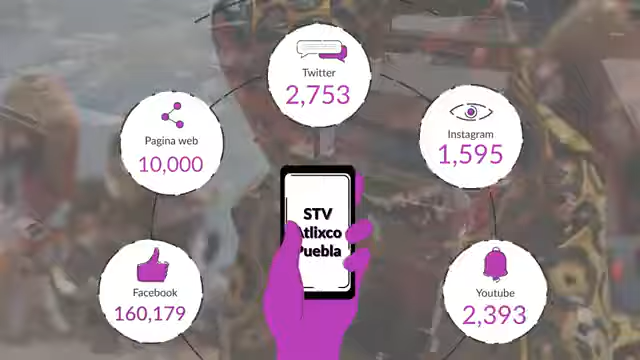 Twitter
2,753
Pagina web
10,000
Instagram
1,595
STV
Atlixco
Puebla
Facebook
160,179
Youtube
2,393